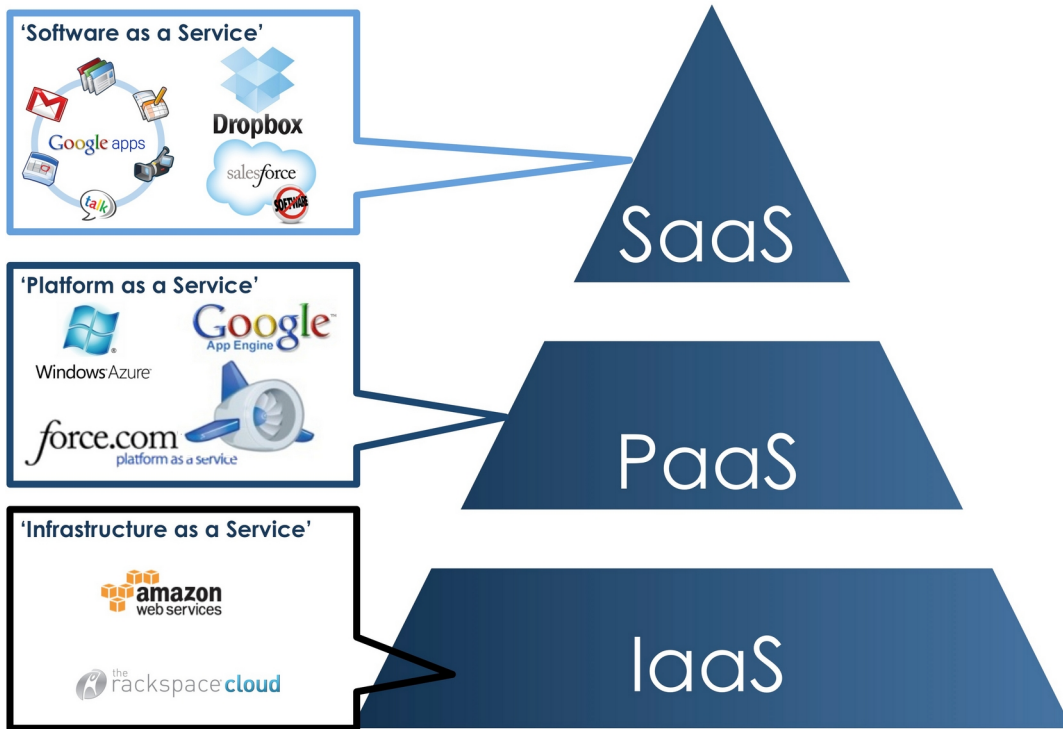 ‘Software as a Service’
Google apps
talk
Dropbox
salesforce
SOFTWARE
SaaS
‘Platform as a Service’
Windows Azure
Google™
App Engine
force.com
platform as a service
PaaS
‘Infrastructure as a Service’
amazon
web services
the
rackspace cloud
IaaS